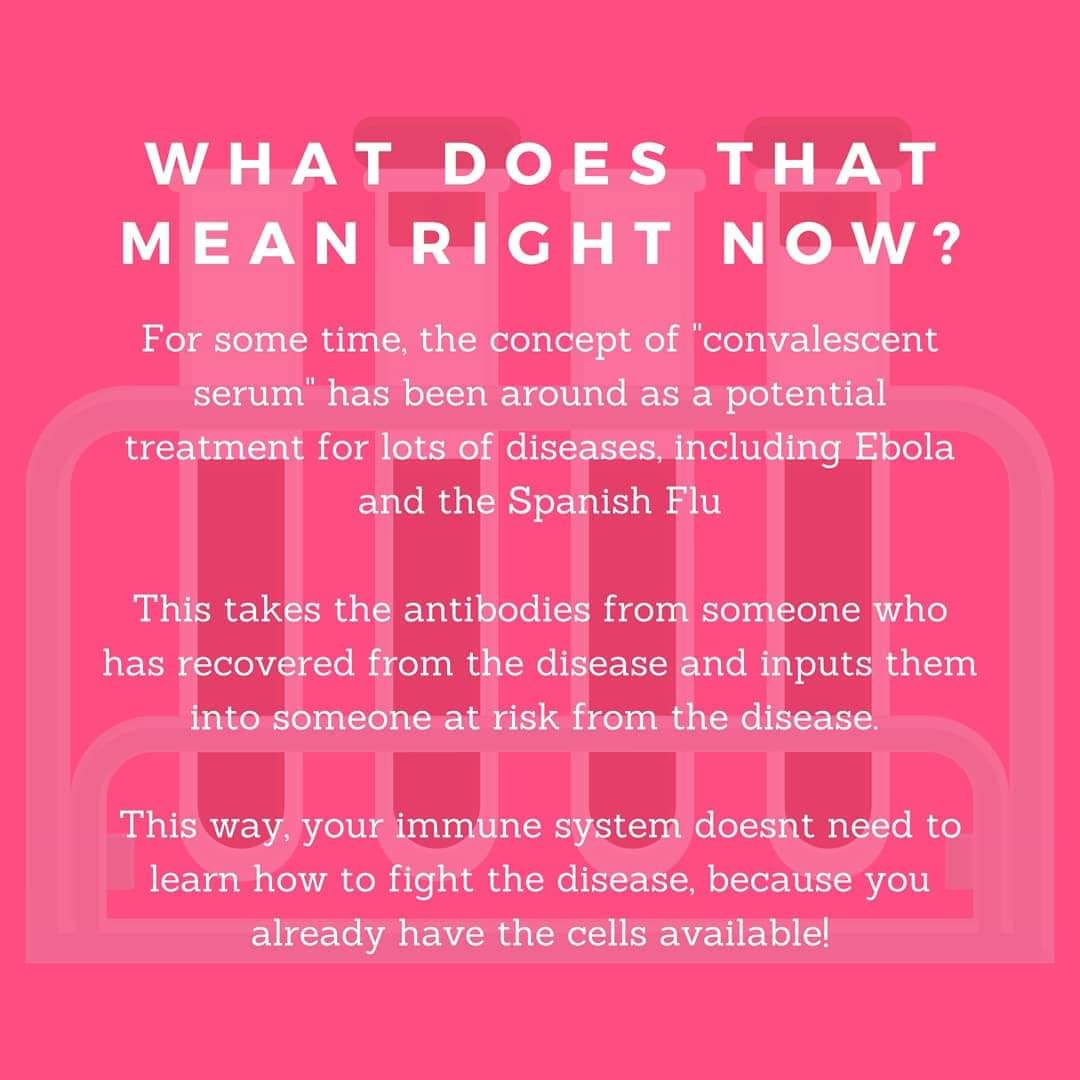 WHAT DOES THAT
MEAN RIGHT NOW?
For some time, the concept of "convalescent
serum" has been around as a potential
treatment for lots of diseases, including Ebola
and the Spanish Flu
This takes the antibodies from someone who
has recovered from the disease and inputs them
into someone at risk from the disease.
This way, your immune system doesnt need to
learn how to fight the disease, because you
already have the cells available!